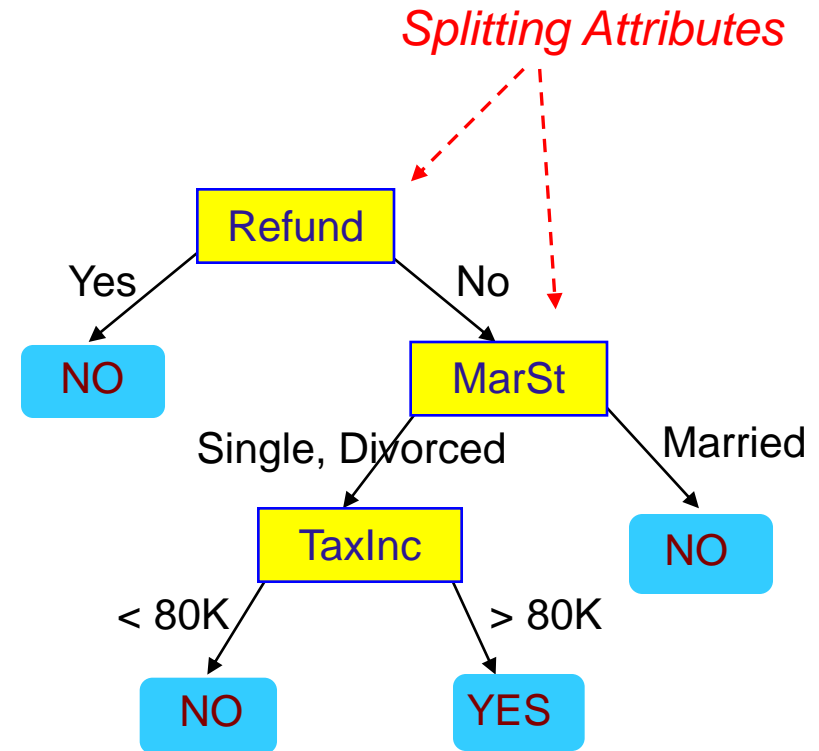 Splitting Attributes
Refund
Yes
No
NO
MarSt
Single, Divorced
Married
TaxInc
NO
< 80K
> 80K
NO
YES